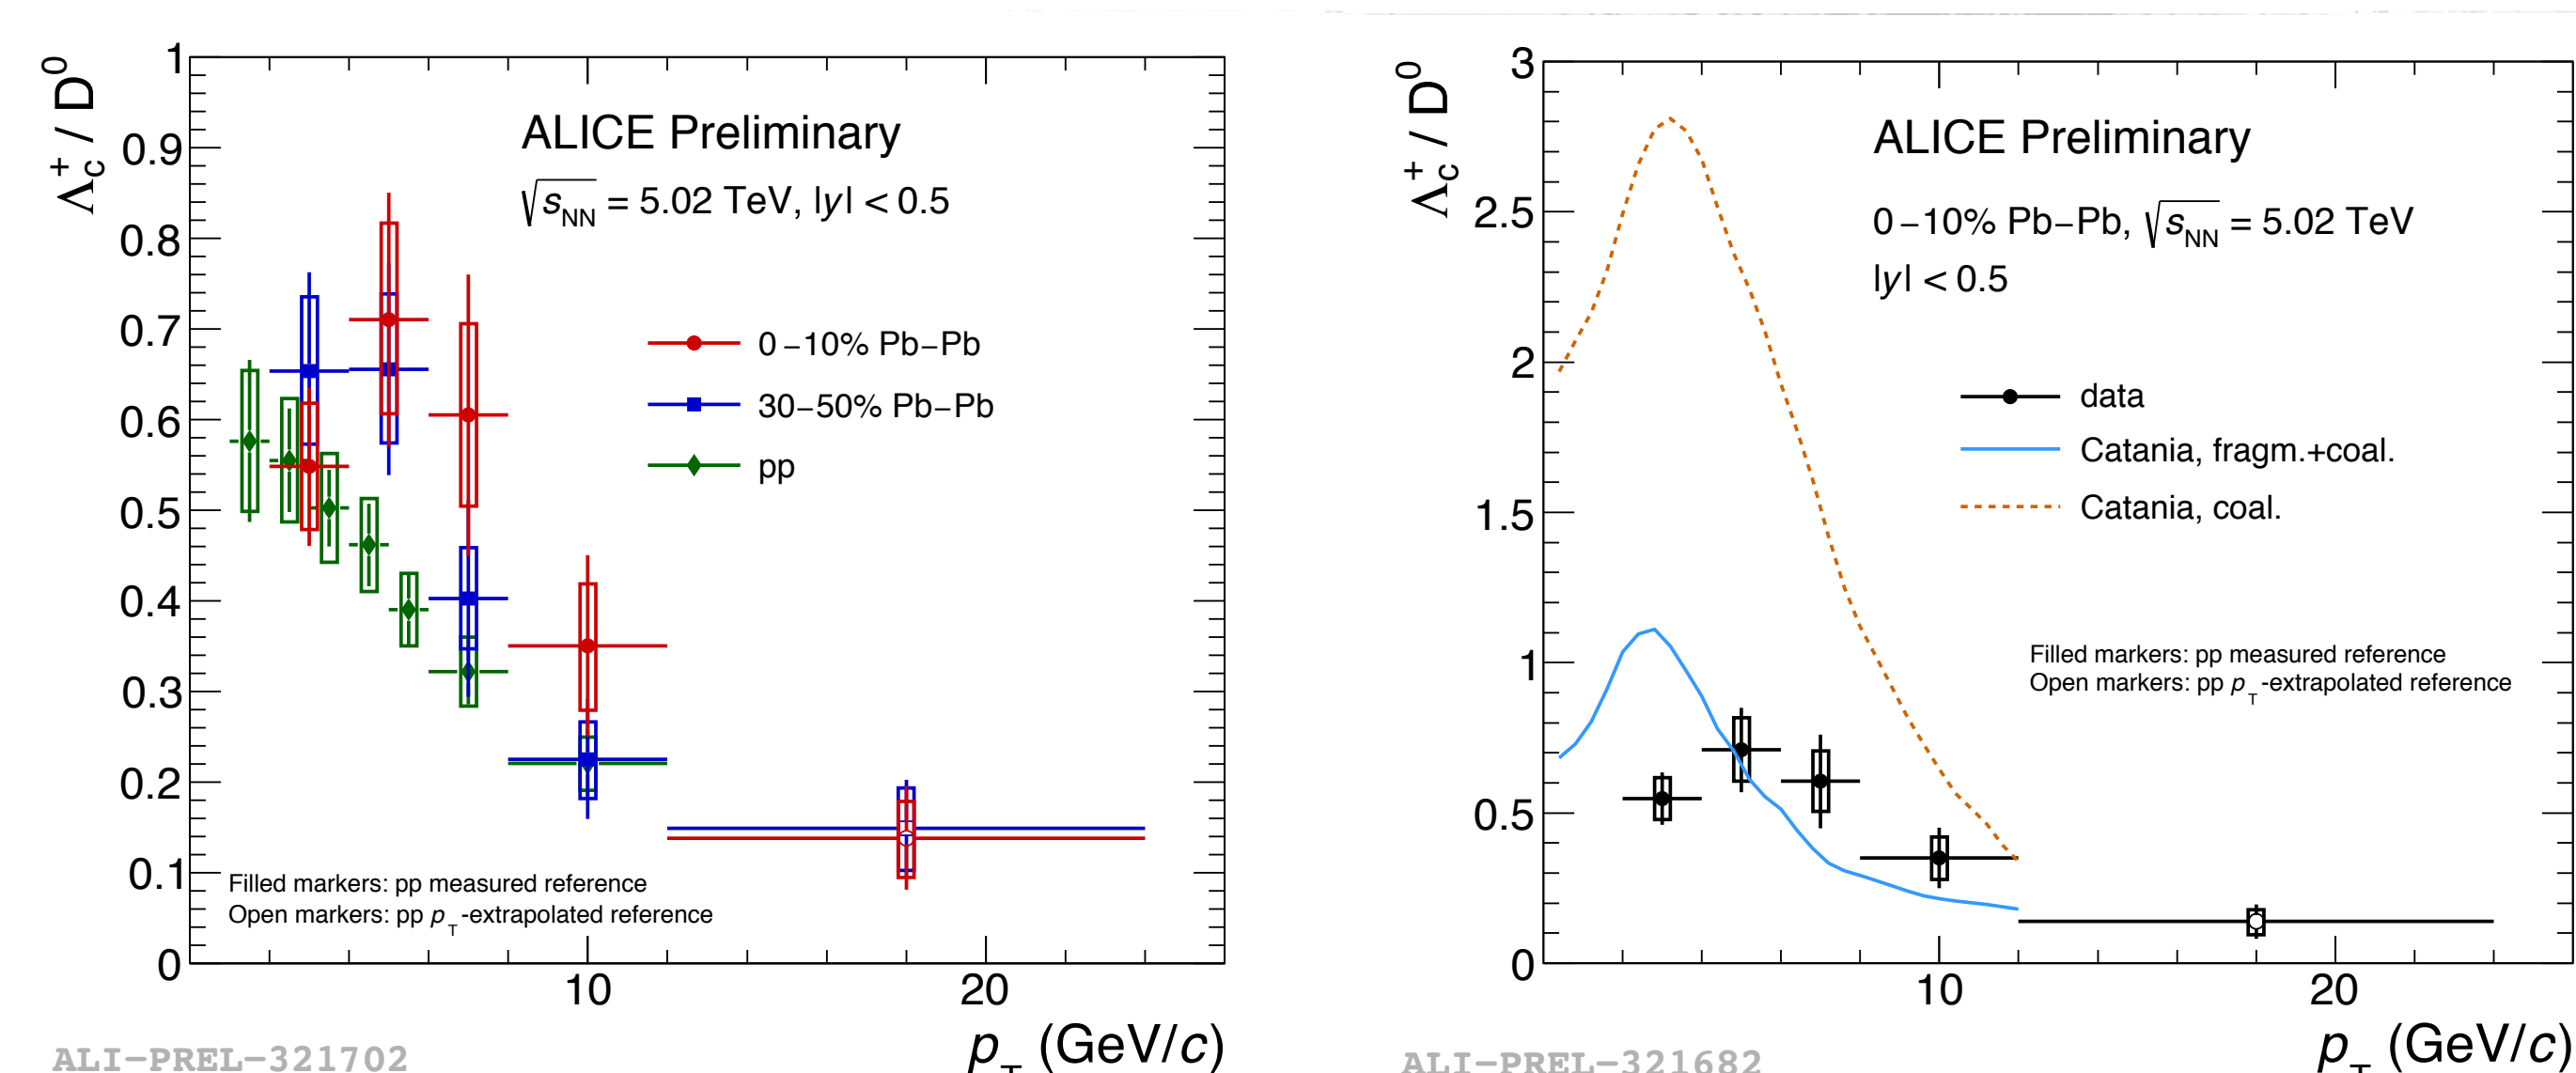 Λc+ / D0
1
0.9
0.8
0.7
0.6
0.5
0.4
0.3
0.2
0.1
0
ALICE Preliminary
√sNN = 5.02 TeV, |y| < 0.5
0–10% Pb–Pb
30–50% Pb–Pb
pp
Filled markers: pp measured reference
Open markers: pp pT-extrapolated reference
10
20
pT (GeV/c)
ALI-PREL-321702
Λc+ / D0
3
2.5
2
1.5
1
0.5
0
ALICE Preliminary
0–10% Pb–Pb, √sNN = 5.02 TeV
|y| < 0.5
data
Catania, fragm.+coal.
Catania, coal.
Filled markers: pp measured reference
Open markers: pp pT-extrapolated reference
10
20
pT (GeV/c)
ALI-PREL-321682